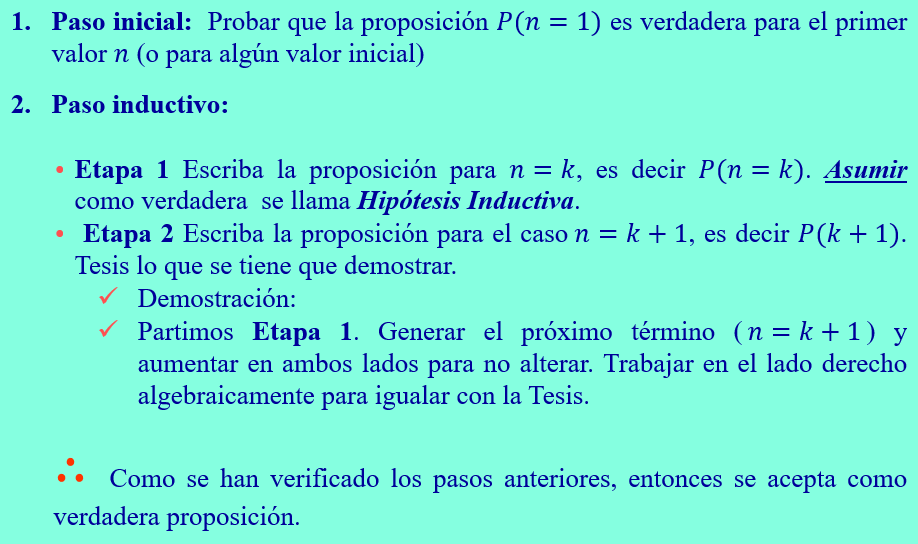 1. Paso inicial: Probar que la proposición P(n = 1) es verdadera para el primer
valor n (o para algún valor inicial)
2. Paso inductivo:
• Etapa 1 Escriba la proposición para n = k, es decir P(n = k). Asumir
como verdadera se llama Hipótesis Inductiva.
• Etapa 2 Escriba la proposición para el caso n = k + 1, es decir P(k + 1).
Tesis lo que se tiene que demostrar.
✓ Demostración:
✓ Partimos Etapa 1. Generar el próximo término (n = k + 1) y
aumentar en ambos lados para no alterar. Trabajar en el lado derecho
algebraicamente para igualar con la Tesis.
∴ Como se han verificado los pasos anteriores, entonces se acepta como
verdadera proposición.